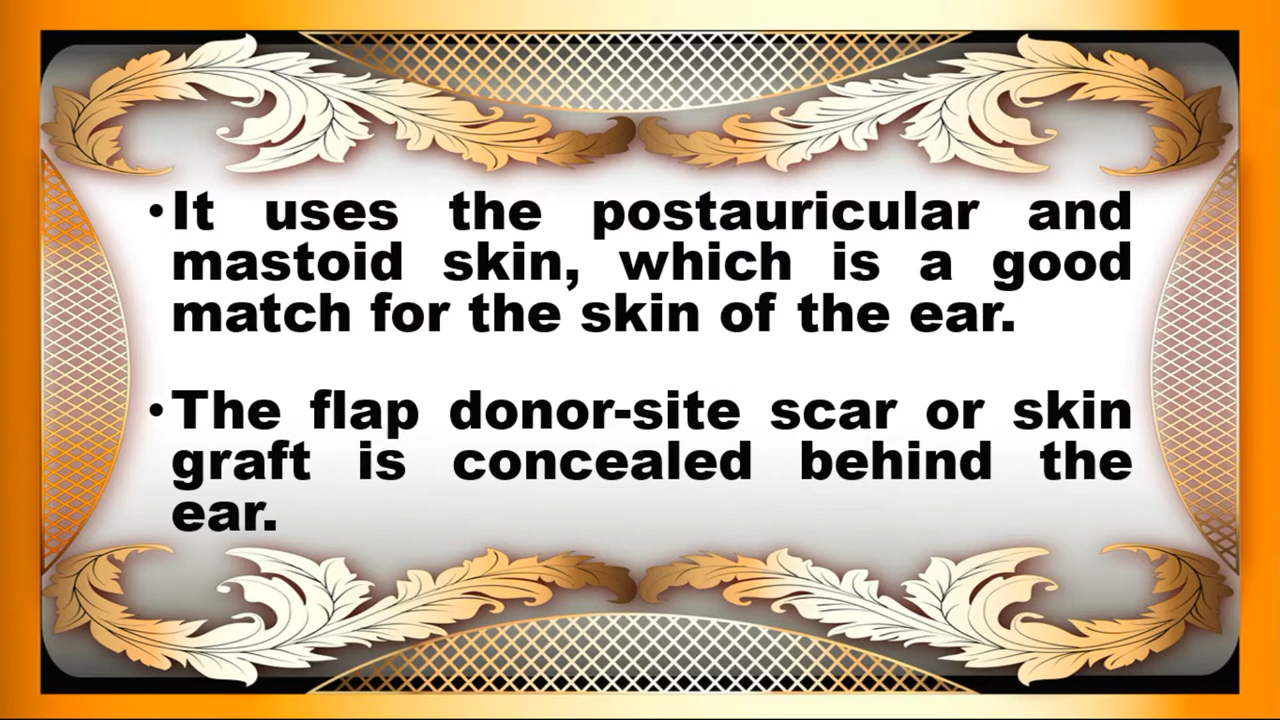 •It uses the postauricular and
mastoid skin, which is a good
match for the skin of the ear.
•The flap donor-site scar or skin
graft is concealed behind the
ear.